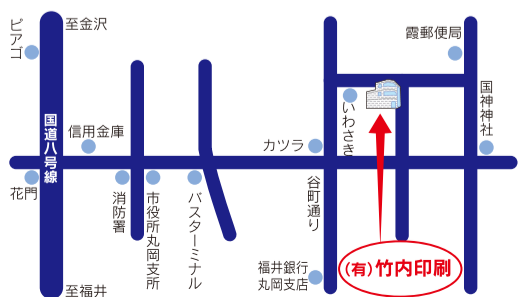 至金沢
ピアゴ
霞郵便局
国道八号線
信用金庫
いわさき
国神神社
カツラ
花門
消防署
市役所丸岡支所
バスターミナル
谷町通り
(有)竹内印刷
福井銀行
丸岡支店
至福井